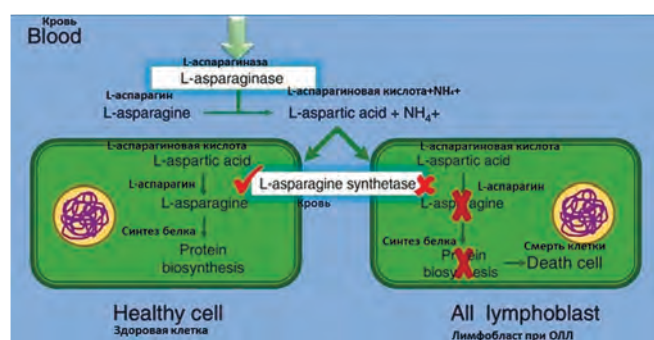 Кровь
Blood
L-аспарагиназа
L-asparaginase
L-аспарагин
L-asparagine
L-аспарагиновая кислота+NH₄+
L-aspartic acid + NH₄+
L-аспарагиновая кислота
L-aspartic acid
L-аспарагин
L-asparagine
Синтез белка
Protein
biosynthesis
L-asparagine synthetase
Кровь
L-аспарагиновая кислота
L-aspartic acid
L-аспарагин
L-asparagine
Синтез белка
Protein
biosynthesis
Смерть клетки
Death cell
Healthy cell
Здоровая клетка
All lymphoblast
Лимфобласт при ОЛЛ